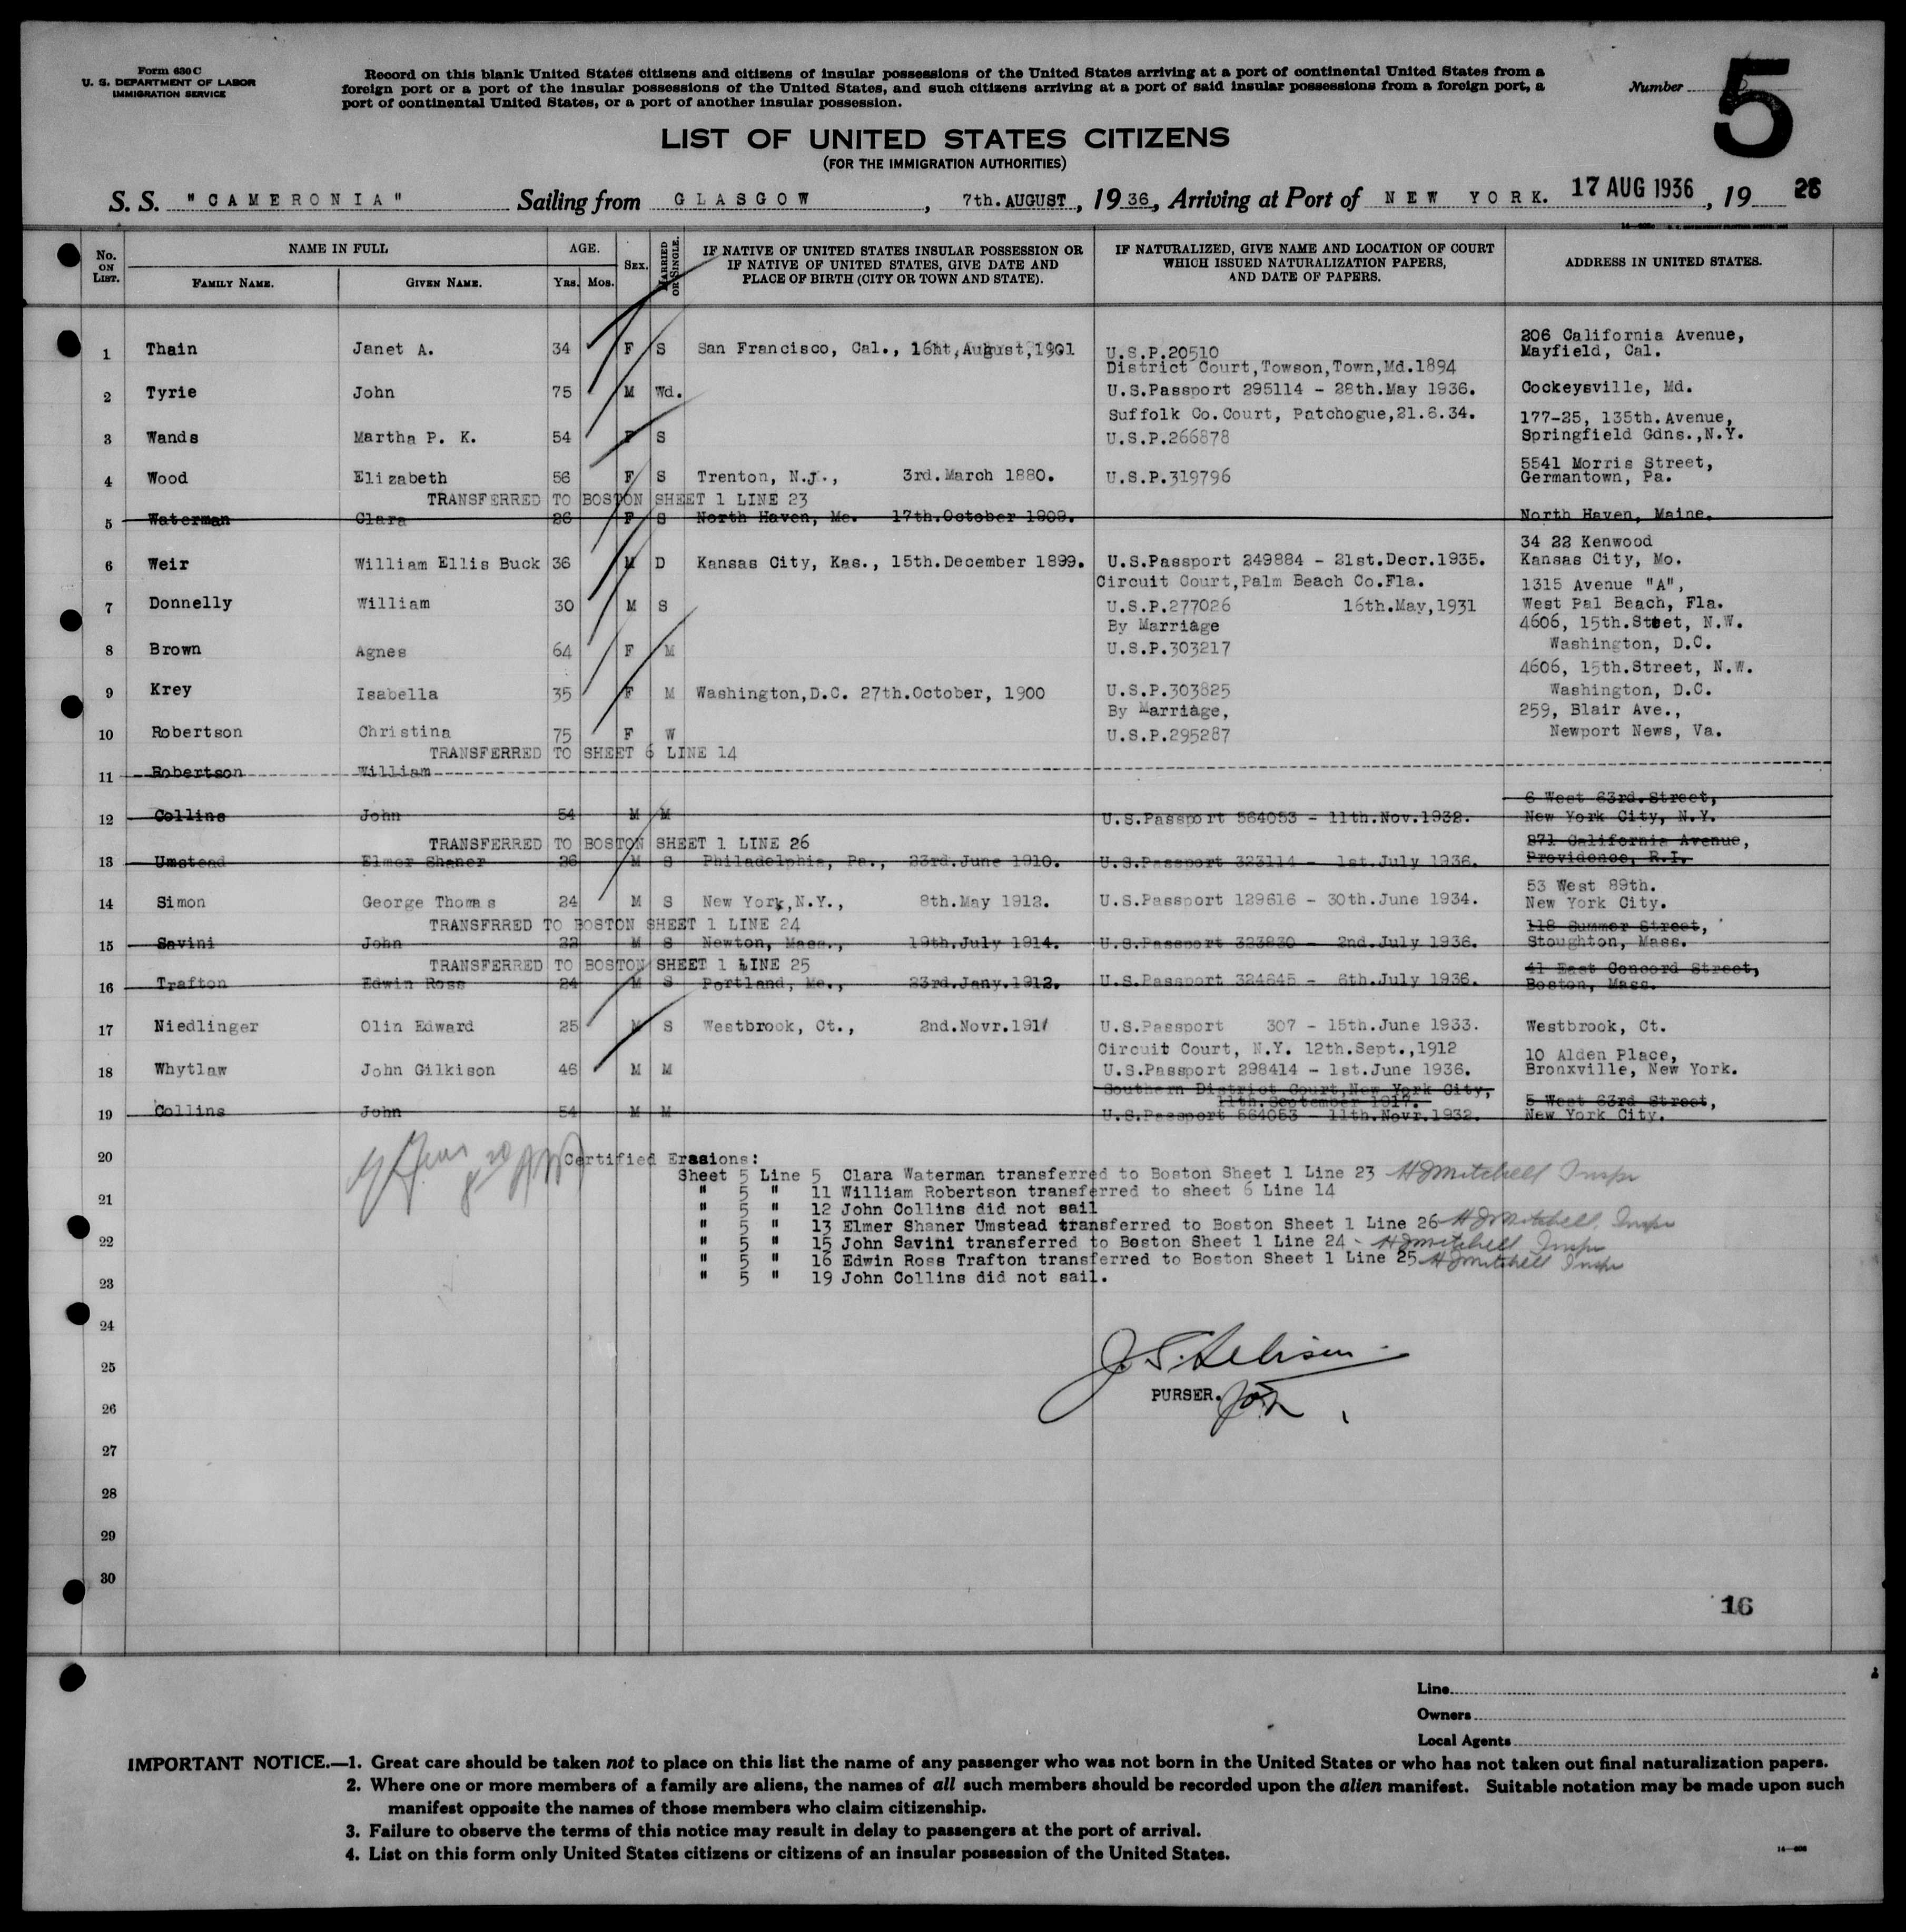 Form 630 C
U. S. DEPARTMENT OF LABOR
IMMIGRATION SERVICE
Record on this blank United States citizens and citizens of insular possessions of the United States arriving at a port of continental United States from a
foreign port or a port of the insular possessions of the United States, and such citizens arriving at a port of said insular possessions from a foreign port, a
port of continental United States, or a port of another insular possession.
Number 5
LIST OF UNITED STATES CITIZENS
(FOR THE IMMIGRATION AUTHORITIES)
S. S. "CAMERONIA" Sailing from GLASGOW, 7th. AUGUST, 1936, Arriving at Port of NEW YORK. 17 AUG 1936, 19
No. ON LIST. NAME IN FULL AGE. SEX. MARRIED OR SINGLE. IF NATIVE OF UNITED STATES INSULAR POSSESSION OR IF NATIVE OF UNITED STATES, GIVE DATE AND PLACE OF BIRTH (CITY OR TOWN AND STATE). IF NATURALIZED, GIVE NAME AND LOCATION OF COURT WHICH ISSUED NATURALIZATION PAPERS, AND DATE OF PAPERS. ADDRESS IN UNITED STATES.
FAMILY NAME. GIVEN NAME. YRS. MOS.
206 California Avenue,
1 Thain Janet A. 34 F S San Francisco, Cal., 16ht,August,1901 U.S.P.20510 Mayfield, Cal.
District Court,Towson,Town,Md.1894
2 Tyrie John 75 M Wd. U.S.Passport 295114 - 28th.May 1936. Cockeysville, Md.
Suffolk Co.Court, Patchogue,21.6.34. 177-25, 135th.Avenue,
3 Wands Martha P. K. 54 F S U.S.P.266878 Springfield Gdns.,N.Y.
5541 Morris Street,
4 Wood Elizabeth 56 F S Trenton, N.J., 3rd.March 1880. U.S.P.319796 Germantown, Pa.
TRANSFERRED TO BOSTON SHEET 1 LINE 23
5 Waterman Clara 26 F S North Haven, Me. 17th.October 1909. North Haven, Maine.
34 22 Kenwood
6 Weir William Ellis Buck 36 M D Kansas City, Kas., 15th.December 1899. U.S.Passport 249884 - 21st.Decr.1935. Kansas City, Mo.
Circuit Court,Palm Beach Co.Fla. 1315 Avenue "A",
7 Donnelly William 30 M S U.S.P.277026 16th.May,1931 West Pal Beach, Fla.
By Marriage 4606, 15th.Stteet, N.W.
8 Brown Agnes 64 F M U.S.P.303217 Washington, D.C.
4606, 15th.Street, N.W.
9 Krey Isabella 35 F M Washington,D.C. 27th.October, 1900 U.S.P.303825 Washington, D.C.
By Marriage, 259, Blair Ave.,
10 Robertson Christina 75 F W U.S.P.295287 Newport News, Va.
TRANSFERRED TO SHEET 6 LINE 14
11 Robertson William
6 West 63rd.Street,
12 Collins John 54 M M U.S.Passport 564053 - 11th.Nov.1932. New York City, N.Y.
TRANSFERRED TO BOSTON SHEET 1 LINE 26 871 California Avenue,
13 Umstead Elmer Shaner 26 M S Philadelphia, Pa., 23rd.June 1910. U.S.Passport 323114 - 1st.July 1936. Providence, R.I.
53 West 89th.
14 Simon George Thomas 24 M S New York,N.Y., 8th.May 1912. U.S.Passport 129616 - 30th.June 1934. New York City.
TRANSFRRED TO BOSTON SHEET 1 LINE 24 118 Summer Street,
15 Savini John 22 M S Newton, Mass., 19th.July 1914. U.S.Passport 323830 - 2nd.July 1936. Stoughton, Mass.
TRANSFERRED TO BOSTON SHEET 1 LINE 25 41 East Concord Street,
16 Trafton Edwin Ross 24 M S Portland, Me., 23rd.Jany.1912. U.S.Passport 324645 - 6th.July 1936. Boston, Mass.
17 Niedlinger Olin Edward 25 M S Westbrook, Ct., 2nd.Novr.1911 U.S.Passport 307 - 15th.June 1933. Westbrook, Ct.
Circuit Court, N.Y. 12th.Sept.,1912 10 Alden Place,
18 Whytlaw John Gilkison 46 M M U.S.Passport 298414 - 1st.June 1936. Bronxville, New York.
Southern District Court,New York City,
11th.September 1917. 5 West 63rd Street,
19 Collins John 54 M M U.S.Passport 564053 - 11th.Novr.1932. New York City.
20 Certified Erasions:
Sheet 5 Line 5 Clara Waterman transferred to Boston Sheet 1 Line 23 H J Mitchell Inspr
21 " 5 " 11 William Robertson transferred to sheet 6 Line 14
" 5 " 12 John Collins did not sail
" 5 " 13 Elmer Shaner Umstead transferred to Boston Sheet 1 Line 26 H J Mitchell Inspr
22 " 5 " 15 John Savini transferred to Boston Sheet 1 Line 24 - H J Mitchell Inspr
" 5 " 16 Edwin Ross Trafton transferred to Boston Sheet 1 Line 25 H J Mitchell Inspr
23 " 5 " 19 John Collins did not sail.
24
25
PURSER.
26
27
28
29
30
16
Line
Owners
Local Agents
IMPORTANT NOTICE.—1. Great care should be taken not to place on this list the name of any passenger who was not born in the United States or who has not taken out final naturalization papers.
2. Where one or more members of a family are aliens, the names of all such members should be recorded upon the alien manifest. Suitable notation may be made upon such
manifest opposite the names of those members who claim citizenship.
3. Failure to observe the terms of this notice may result in delay to passengers at the port of arrival.
4. List on this form only United States citizens or citizens of an insular possession of the United States.